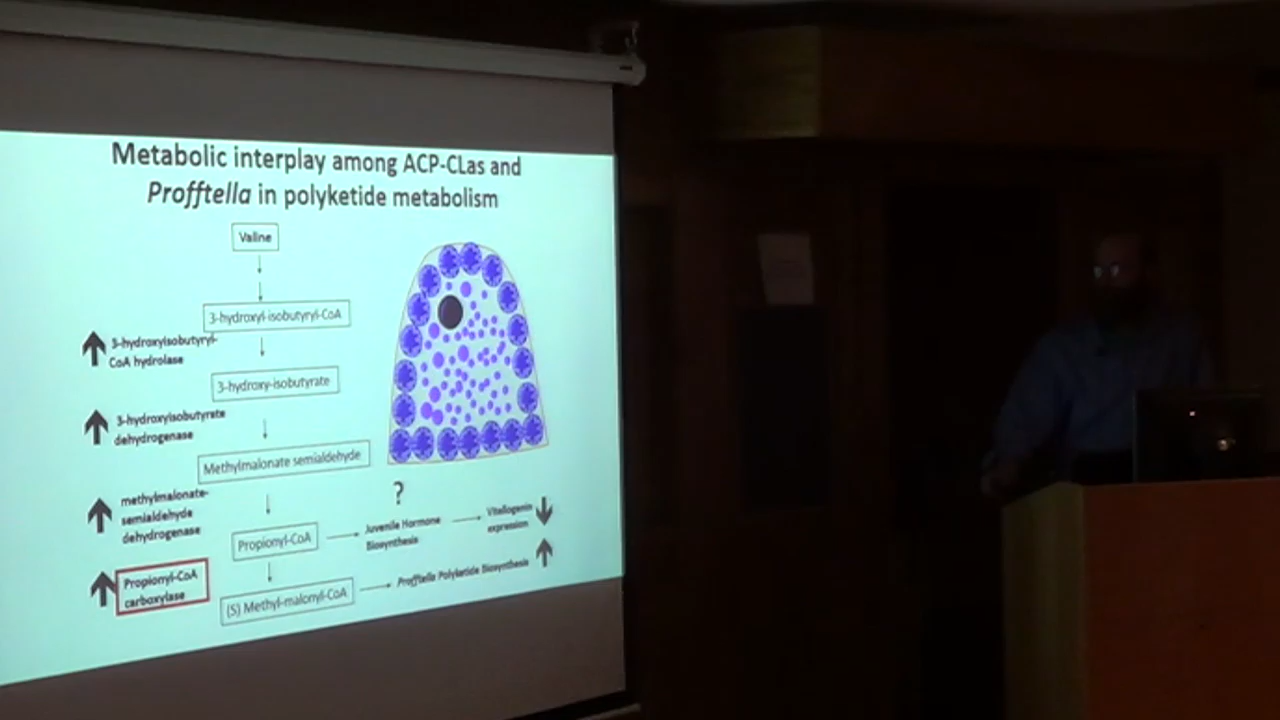 Metabolic interplay among ACP-CLas and
Profftella in polyketide metabolism
Valine
3-hydroxyl-isobutyryl-CoA
3-hydroxyisobutyryl-
CoA hydrolase
3-hydroxy-isobutyrate
3-hydroxyisobutyrate
dehydrogenase
Methylmalonate semialdehyde
methylmalonate-
semialdehyde
dehydrogenase
?
Propionyl-CoA
Juvenile Hormone
Biosynthesis
Vitellogenin
expression
Propionyl-CoA
carboxylase
(S) Methyl-malonyl-CoA
Profftella Polyketide Biosynthesis